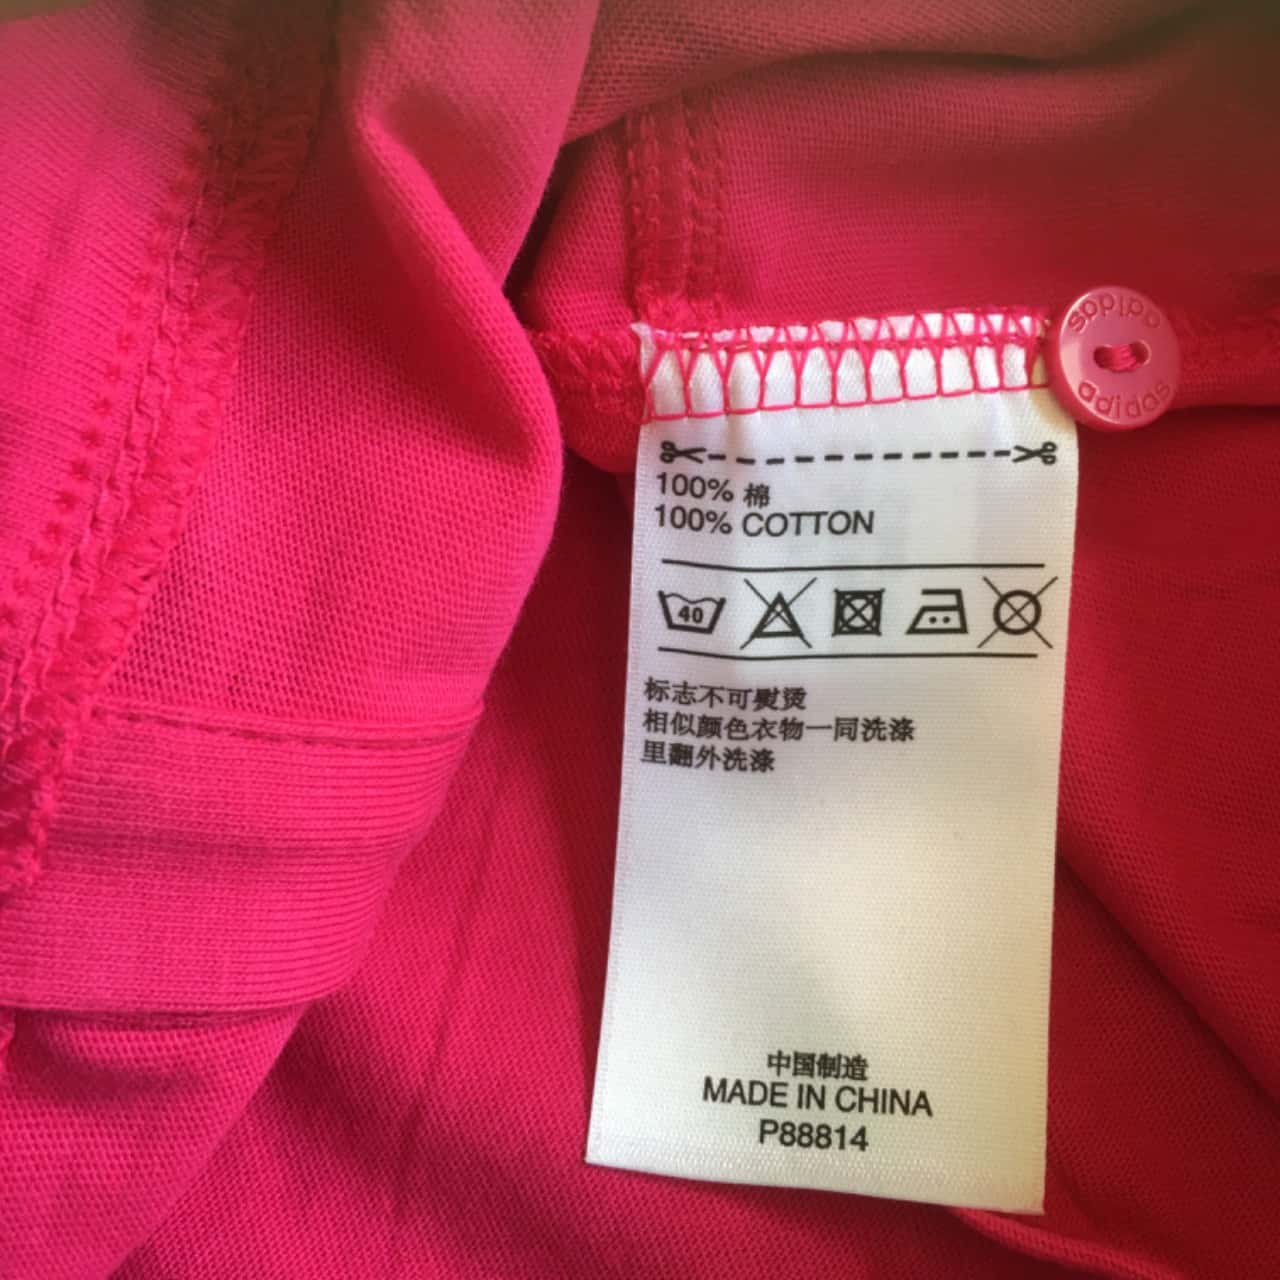 adidas
adidas
100% 棉
100% COTTON
40
标志不可熨烫
相似颜色衣物一同洗涤
里翻外洗涤
中国制造
MADE IN CHINA
P88814